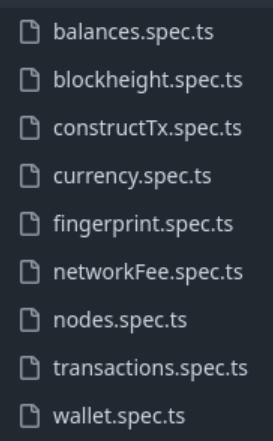 balances.spec.ts
blockheight.spec.ts
constructTx.spec.ts
currency.spec.ts
fingerprint.spec.ts
networkFee.spec.ts
nodes.spec.ts
transactions.spec.ts
wallet.spec.ts